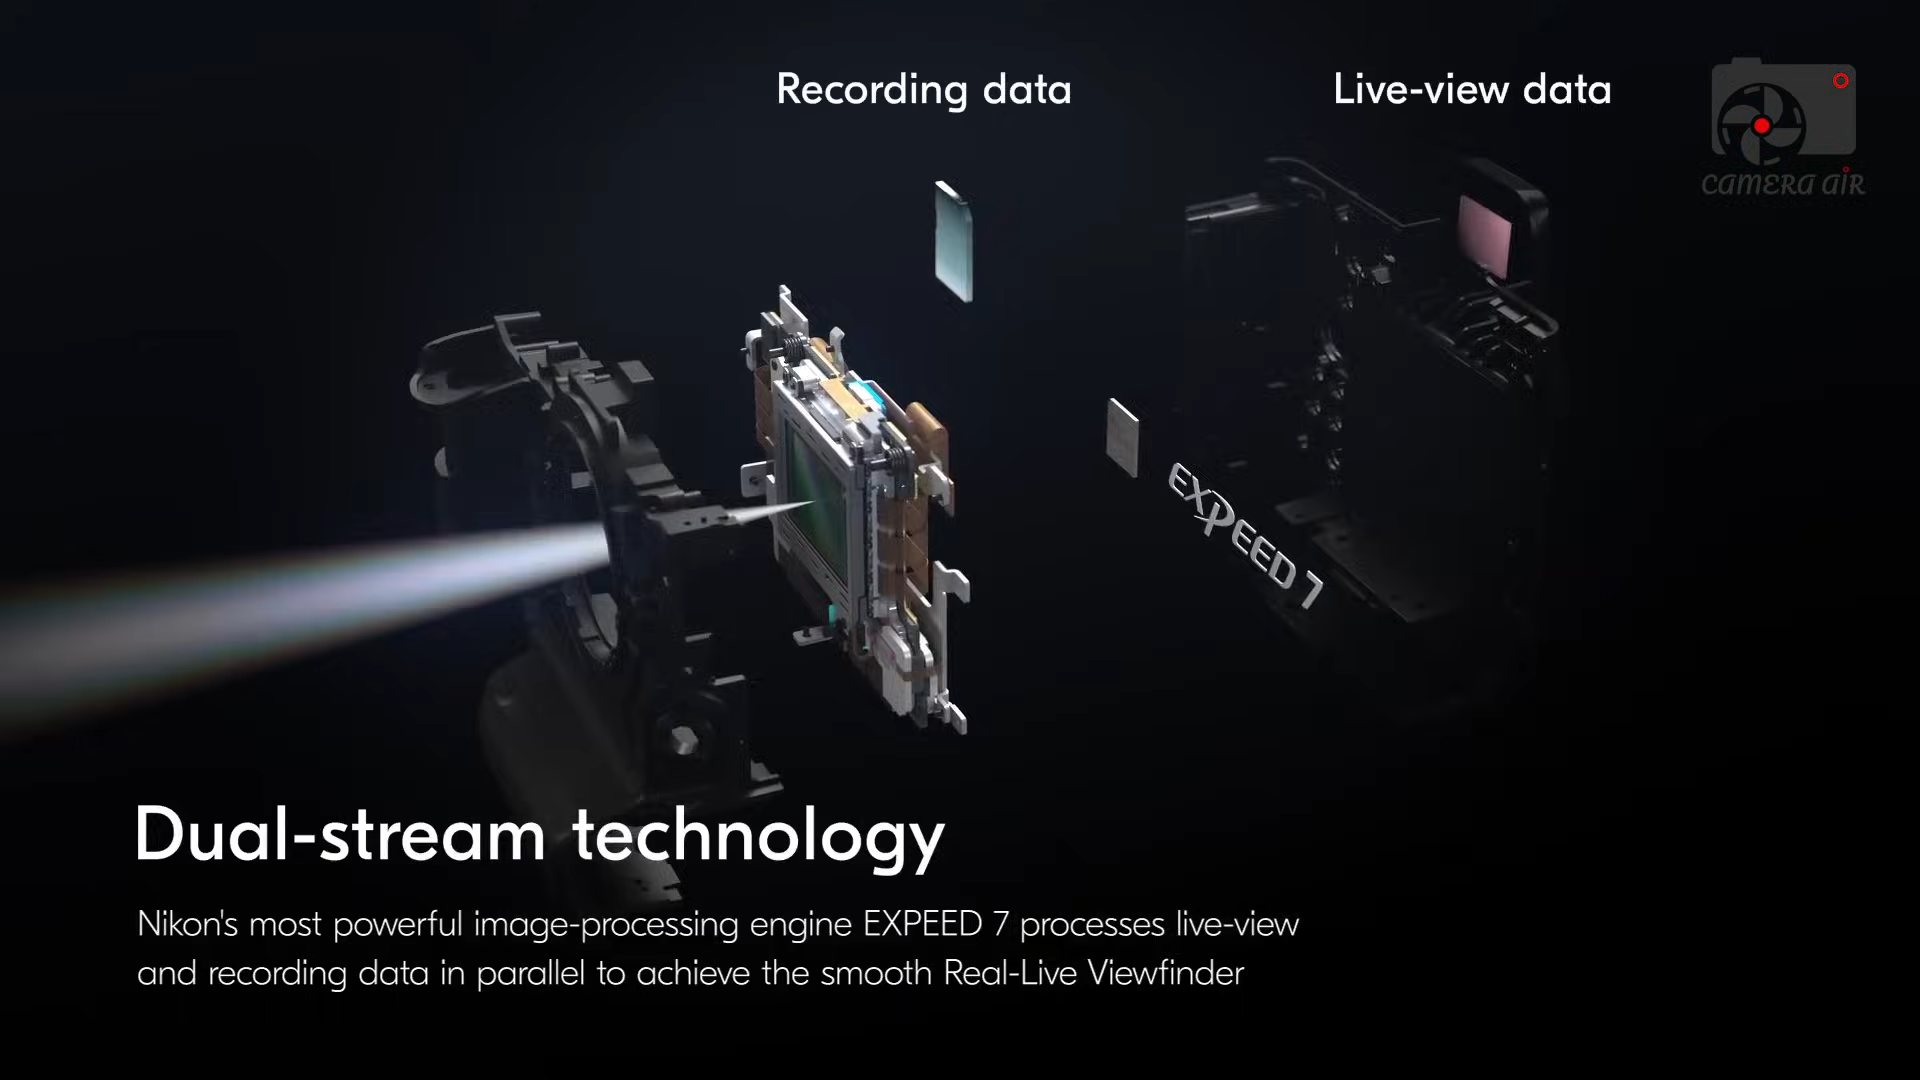 Recording data
Live-view data
CAMERA AIR
EXPEED 7
Dual-stream technology
Nikon's most powerful image-processing engine EXPEED 7 processes live-view
and recording data in parallel to achieve the smooth Real-Live Viewfinder